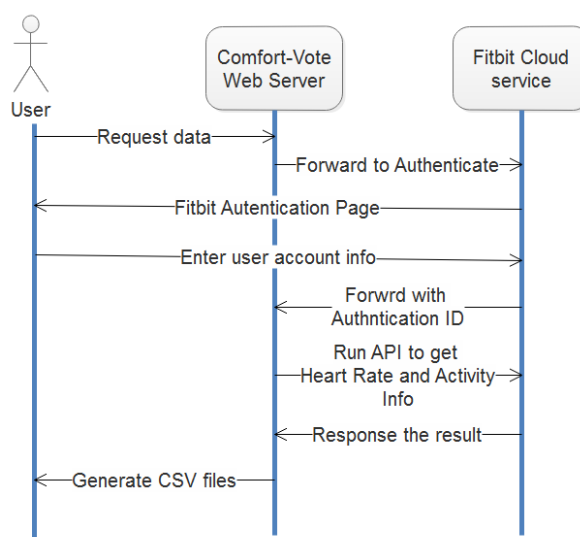 Comfort-Vote
Web Server
Fitbit Cloud
service
User
Request data
Forward to Authenticate
Fitbit Autentication Page
Enter user account info
Forwrd with
Authntication ID
Run API to get
Heart Rate and Activity
Info
Response the result
Generate CSV files